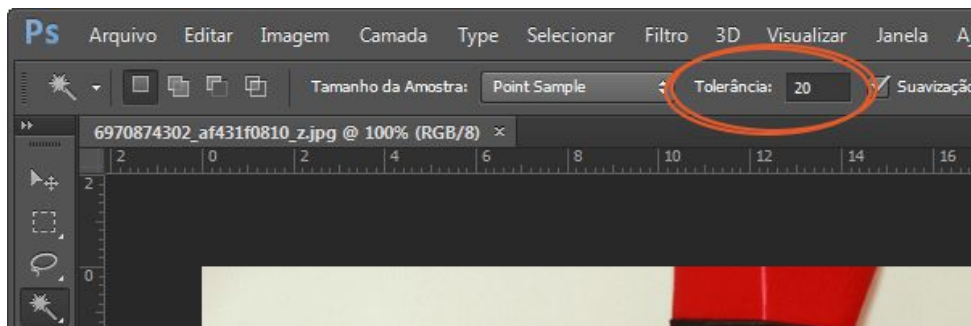 Ps Arquivo Editar Imagem Camada Type Selecionar Filtro 3D Visualizar Janela
Tamanho da Amostra: Point Sample Tolerância: 20 Suavização
6970874302_af431f0810_z.jpg @ 100% (RGB/8) ×
2 0 2 4 6 8 10 12 14 16
2
0